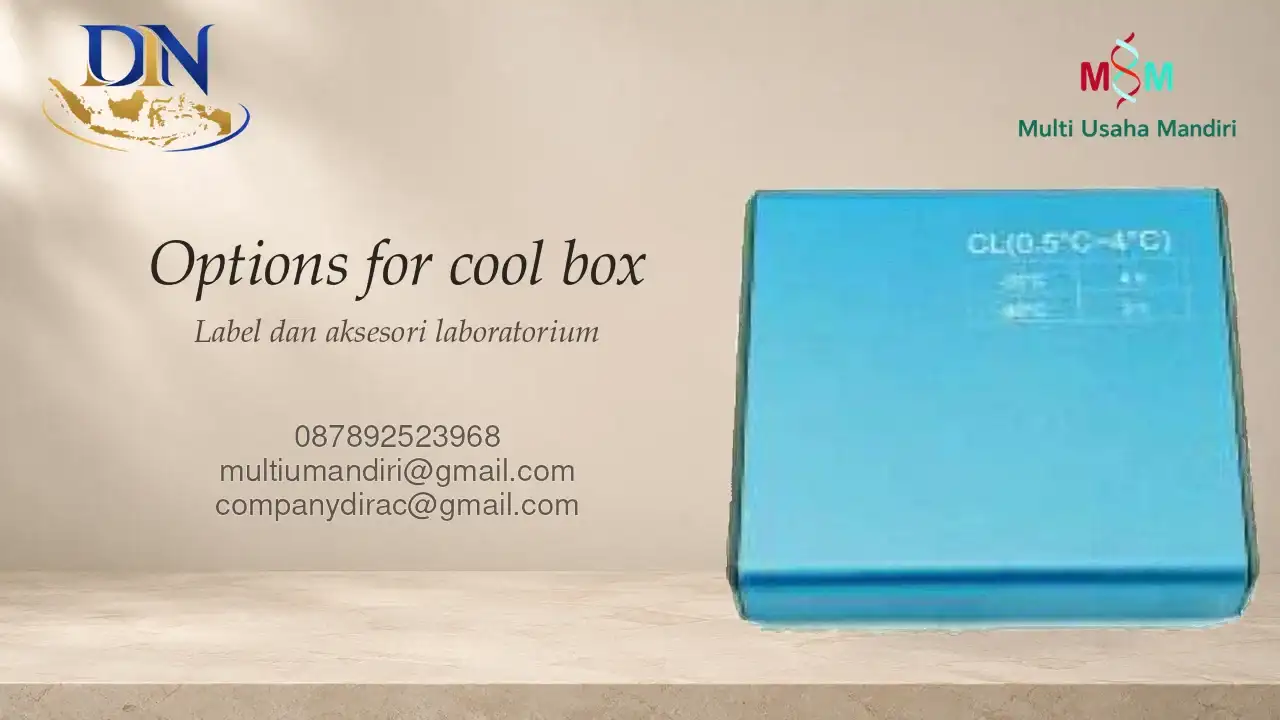 DIN
MSM
Multi Usaha Mandiri
CL(0.5°C~4°C)
Options for cool box
Label dan aksesori laboratorium
087892523968
multiumandiri@gmail.com
companydirac@gmail.com